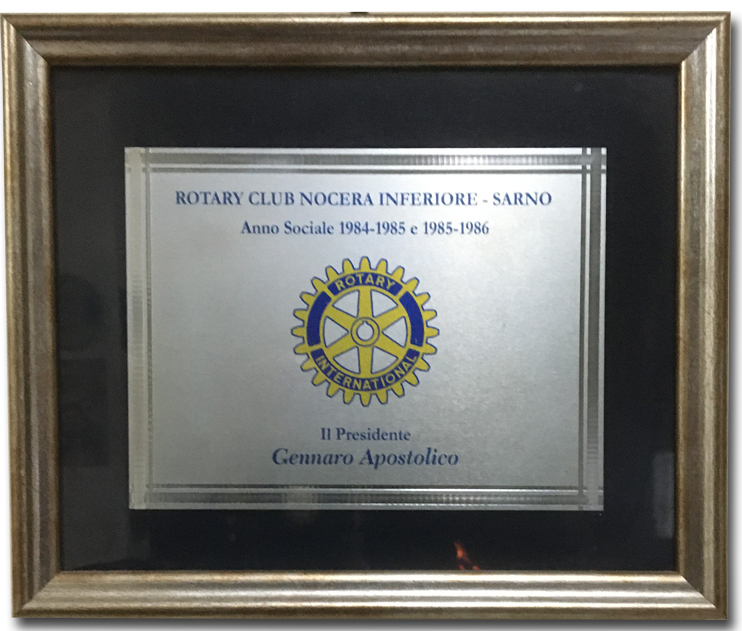 ROTARY CLUB NOCERA INFERIORE - SARNO
Anno Sociale 1984-1985 e 1985-1986
ROTARY
INTERNATIONAL
Il Presidente
Gennaro Apostolico